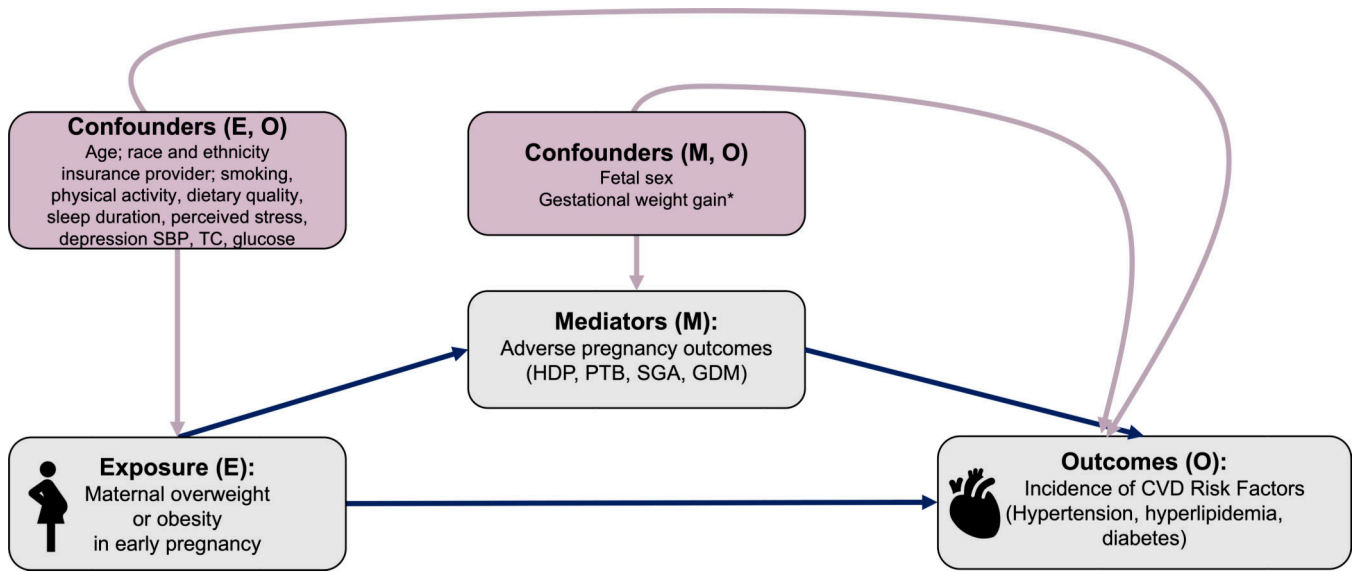 Confounders (E, O)
Age; race and ethnicity
insurance provider; smoking,
physical activity, dietary quality,
sleep duration, perceived stress,
depression SBP, TC, glucose
Confounders (M, O)
Fetal sex
Gestational weight gain*
Mediators (M):
Adverse pregnancy outcomes
(HDP, PTB, SGA, GDM)
Exposure (E):
Maternal overweight
or obesity
in early pregnancy
Outcomes (O):
Incidence of CVD Risk Factors
(Hypertension, hyperlipidemia,
diabetes)